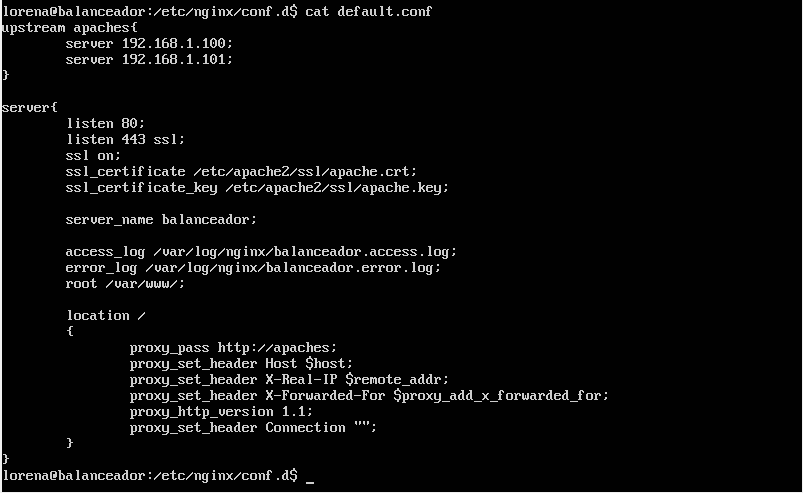 lorena@balanceador:/etc/nginx/conf.d$ cat default.conf
upstream apaches{
        server 192.168.1.100;
        server 192.168.1.101;
}

server{
        listen 80;
        listen 443 ssl;
        ssl on;
        ssl_certificate /etc/apache2/ssl/apache.crt;
        ssl_certificate_key /etc/apache2/ssl/apache.key;

        server_name balanceador;

        access_log /var/log/nginx/balanceador.access.log;
        error_log /var/log/nginx/balanceador.error.log;
        root /var/www/;

        location /
        {
                proxy_pass http://apaches;
                proxy_set_header Host $host;
                proxy_set_header X-Real-IP $remote_addr;
                proxy_set_header X-Forwarded-For $proxy_add_x_forwarded_for;
                proxy_http_version 1.1;
                proxy_set_header Connection "";
        }
}
lorena@balanceador:/etc/nginx/conf.d$ _